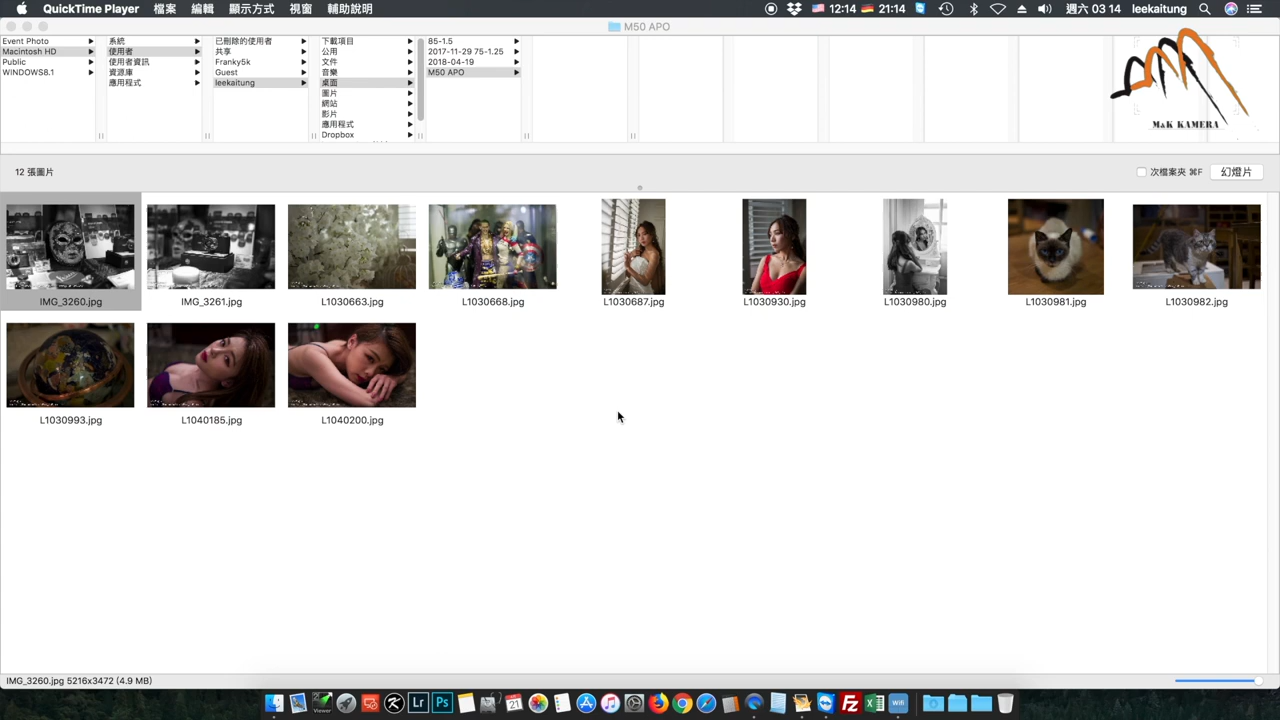 QuickTime Player 檔案 編輯 顯示方式 視窗 輔助說明 12:14 21:14 週六 03 14 leekaitung
M50 APO
Event Photo
Macintosh HD
Public
WINDOWS8.1
系統
使用者
使用者資訊
資源庫
應用程式
已刪除的使用者
共享
Franky5k
Guest
leekaitung
下載項目
公用
文件
音樂
桌面
圖片
網站
影片
應用程式
Dropbox
85-1.5
2017-11-29 75-1.25
2018-04-19
M50 APO
M&K KAMERA
12 張圖片
次檔案夾 ⌘F 幻燈片
IMG_3260.jpg IMG_3261.jpg L1030663.jpg L1030668.jpg L1030687.jpg L1030930.jpg L1030980.jpg L1030981.jpg L1030982.jpg
L1030993.jpg L1040185.jpg L1040200.jpg
IMG_3260.jpg 5216x3472 (4.9 MB)
Viewer Lr Ps 21 Wifi